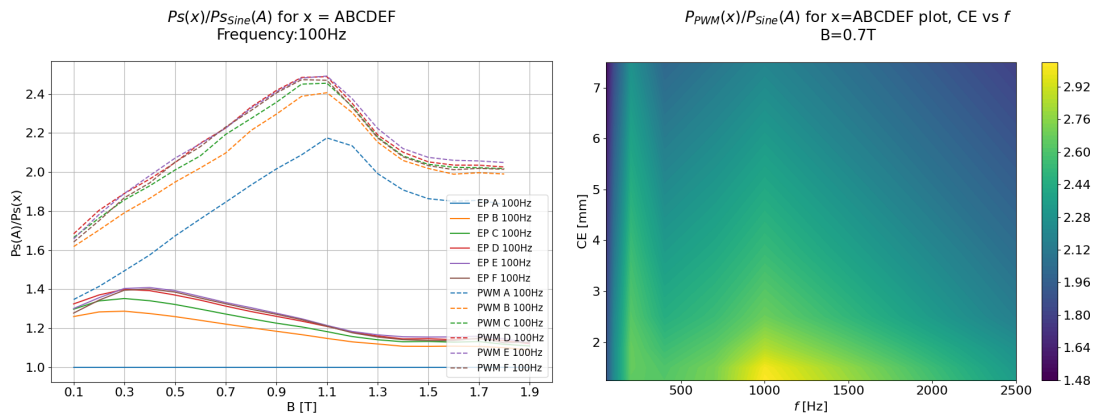 Ps(x)/Ps_Sine(A) for x = ABCDEF
Frequency:100Hz
Ps(A)/Ps(x)
2.4
2.2
2.0
1.8
1.6
1.4
1.2
1.0
EP A 100Hz
EP B 100Hz
EP C 100Hz
EP D 100Hz
EP E 100Hz
EP F 100Hz
PWM A 100Hz
PWM B 100Hz
PWM C 100Hz
PWM D 100Hz
PWM E 100Hz
PWM F 100Hz
0.1 0.3 0.5 0.7 0.9 1.1 1.3 1.5 1.7 1.9
B [T]
P_PWM(x)/P_Sine(A) for x=ABCDEF plot, CE vs f
B=0.7T
CE [mm]
7
6
5
4
3
2
500 1000 1500 2000 2500
f [Hz]
2.92
2.76
2.60
2.44
2.28
2.12
1.96
1.80
1.64
1.48